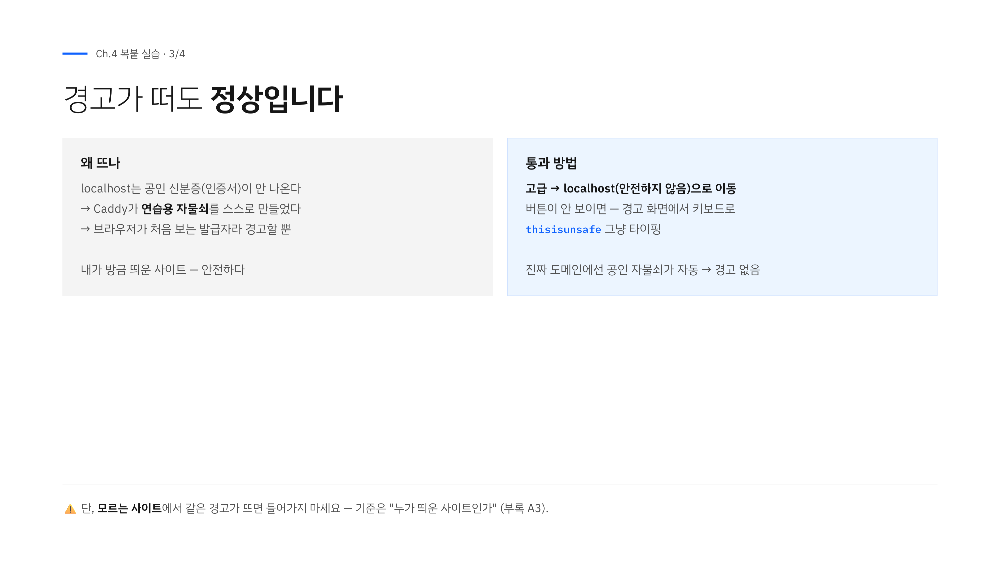 Ch.4 복붙 실습 · 3/4
경고가 떠도 정상입니다
왜 뜨나
localhost는 공인 신분증(인증서)이 안 나온다
→ Caddy가 연습용 자물쇠를 스스로 만들었다
→ 브라우저가 처음 보는 발급자라 경고할 뿐
내가 방금 띄운 사이트 — 안전하다
통과 방법
고급 → localhost(안전하지 않음)으로 이동
버튼이 안 보이면 — 경고 화면에서 키보드로
thisisunsafe 그냥 타이핑
진짜 도메인에선 공인 자물쇠가 자동 → 경고 없음
⚠️ 단, 모르는 사이트에서 같은 경고가 뜨면 들어가지 마세요 — 기준은 "누가 띄운 사이트인가" (부록 A3).